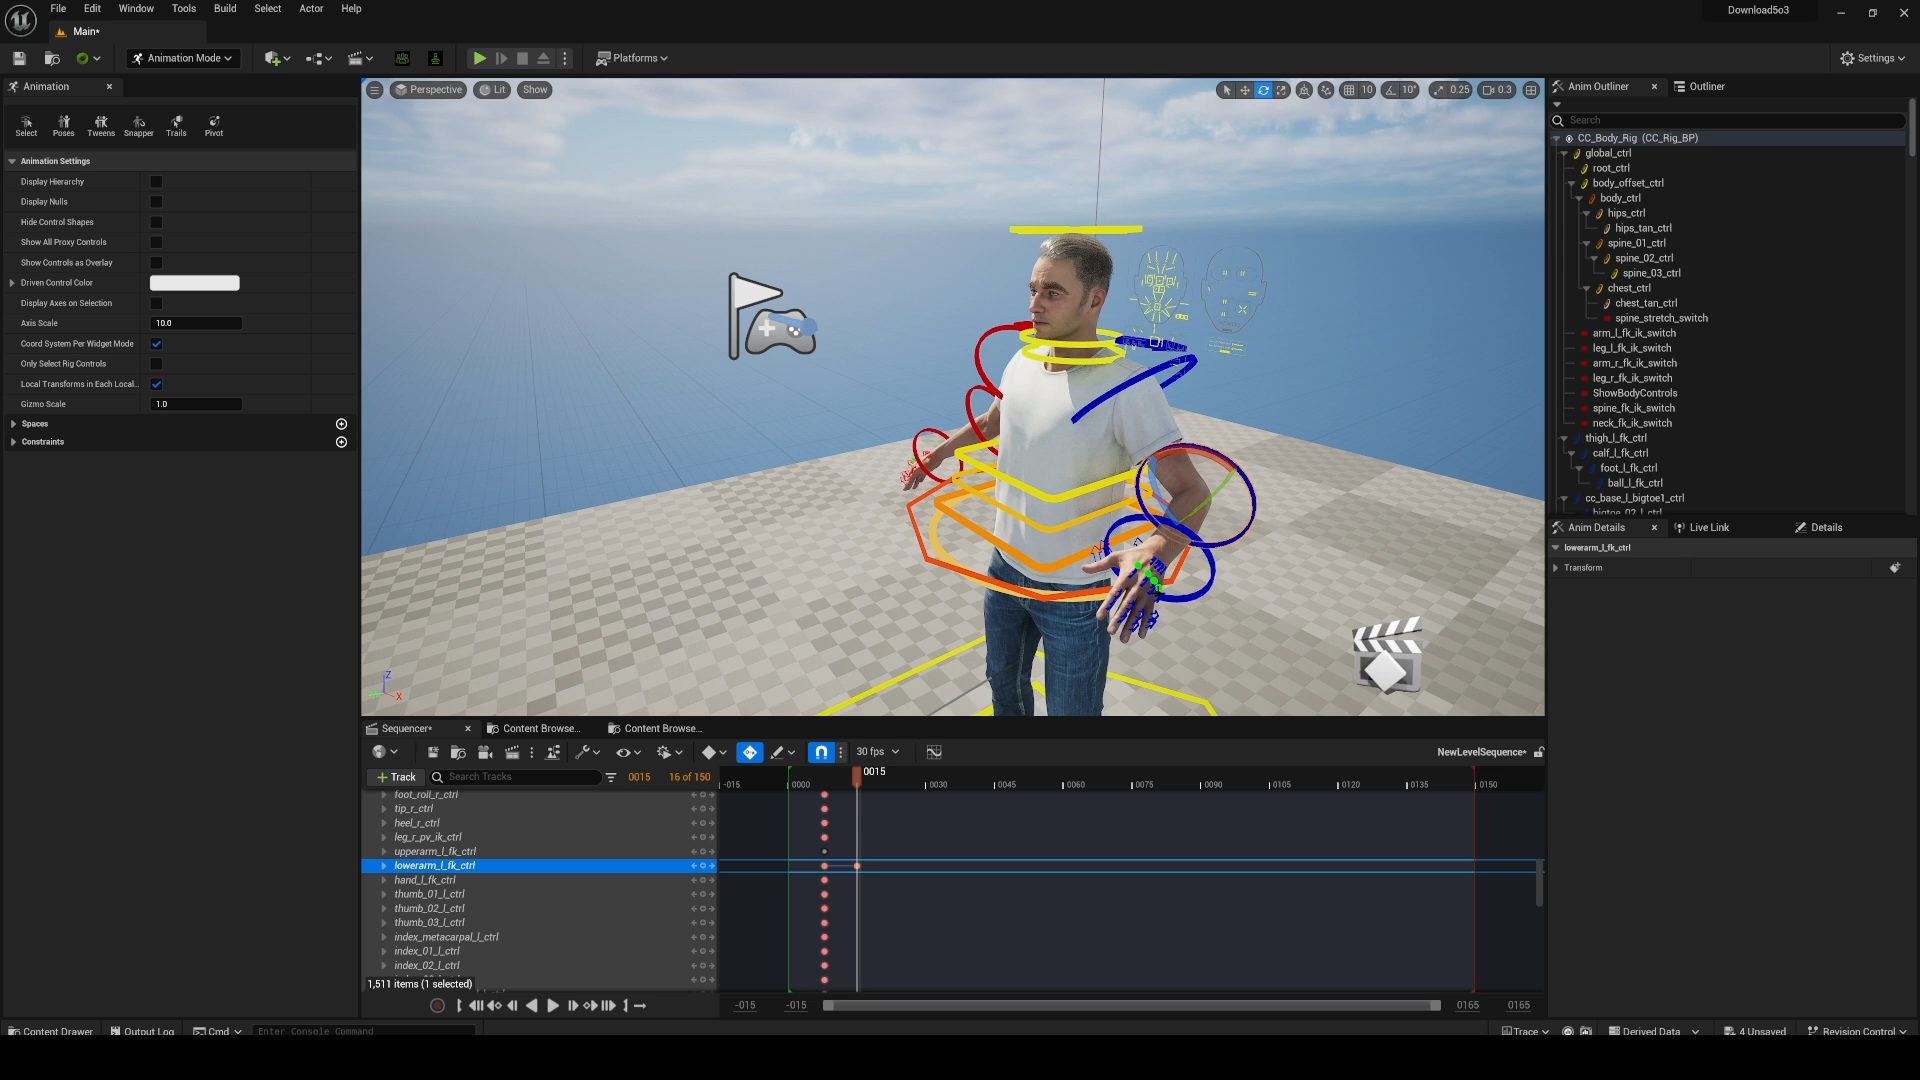 File Edit Window Tools Build Select Actor Help
Download5o3
Main*
Animation Mode
Platforms
Settings
Animation
Select Poses Tweens Snapper Trails Pivot
Animation Settings
Display Hierarchy
Display Nulls
Hide Control Shapes
Show All Proxy Controls
Show Controls as Overlay
Driven Control Color
Display Axes on Selection
Axis Scale 10.0
Coord System Per Widget Mode
Only Select Rig Controls
Local Transforms in Each Local...
Gizmo Scale 1.0
Spaces
Constraints
Perspective Lit Show
10 10° 0.25 0.3
Z
X
Anim Outliner Outliner
Search
CC_Body_Rig (CC_Rig_BP)
global_ctrl
root_ctrl
body_offset_ctrl
body_ctrl
hips_ctrl
hips_tan_ctrl
spine_01_ctrl
spine_02_ctrl
spine_03_ctrl
chest_ctrl
chest_tan_ctrl
spine_stretch_switch
arm_l_fk_ik_switch
leg_l_fk_ik_switch
arm_r_fk_ik_switch
leg_r_fk_ik_switch
ShowBodyControls
spine_fk_ik_switch
neck_fk_ik_switch
thigh_l_fk_ctrl
calf_l_fk_ctrl
foot_l_fk_ctrl
ball_l_fk_ctrl
cc_base_l_bigtoe1_ctrl
bigtoe_02_l_ctrl
Anim Details Live Link Details
lowerarm_l_fk_ctrl
Transform
Sequencer* Content Browse... Content Browse...
30 fps
NewLevelSequence*
Track
Search Tracks
0015 16 of 150
0015
-015 0000 0030 0045 0060 0075 0090 0105 0120 0135 0150
foot_roll_r_ctrl
tip_r_ctrl
heel_r_ctrl
leg_r_pv_ik_ctrl
upperarm_l_fk_ctrl
lowerarm_l_fk_ctrl
hand_l_fk_ctrl
thumb_01_l_ctrl
thumb_02_l_ctrl
thumb_03_l_ctrl
index_metacarpal_l_ctrl
index_01_l_ctrl
index_02_l_ctrl
1,511 items (1 selected)
-015 -015 0165 0165
Content Drawer Output Log Cmd Enter Console Command
Trace Derived Data 4 Unsaved Revision Control